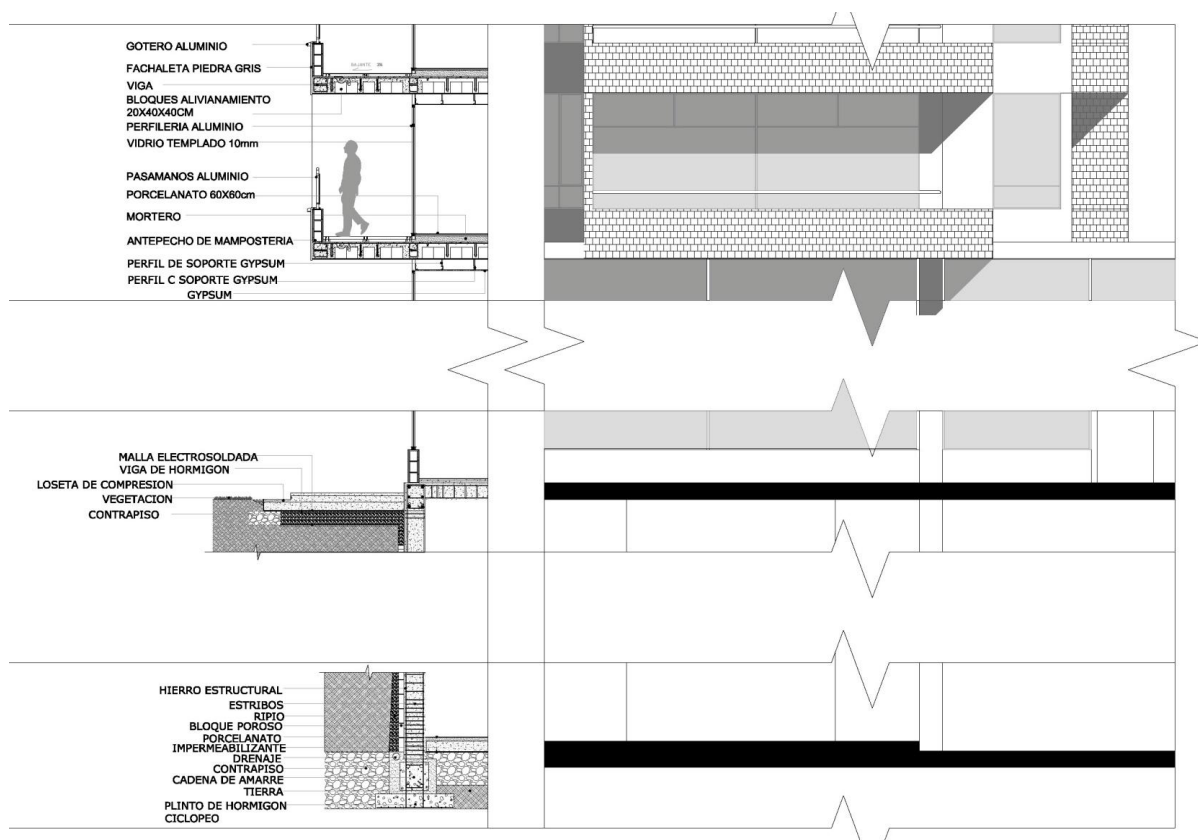 GOTERO ALUMINIO
FACHALETA PIEDRA GRIS
VIGA
BLOQUES ALIVIANAMIENTO
20X40X40CM
PERFILERIA ALUMINIO
VIDRIO TEMPLADO 10mm
PASAMANOS ALUMINIO
PORCELANATO 60X60cm
MORTERO
ANTEPECHO DE MAMPOSTERIA
PERFIL DE SOPORTE GYPSUM
PERFIL C SOPORTE GYPSUM
GYPSUM
MALLA ELECTROSOLDADA
VIGA DE HORMIGON
LOSETA DE COMPRESION
VEGETACION
CONTRAPISO
HIERRO ESTRUCTURAL
ESTRIBOS
RIPIO
BLOQUE POROSO
PORCELANATO
IMPERMEABILIZANTE
DRENAJE
CONTRAPISO
CADENA DE AMARRE
TIERRA
PLINTO DE HORMIGON
CICLOPEO